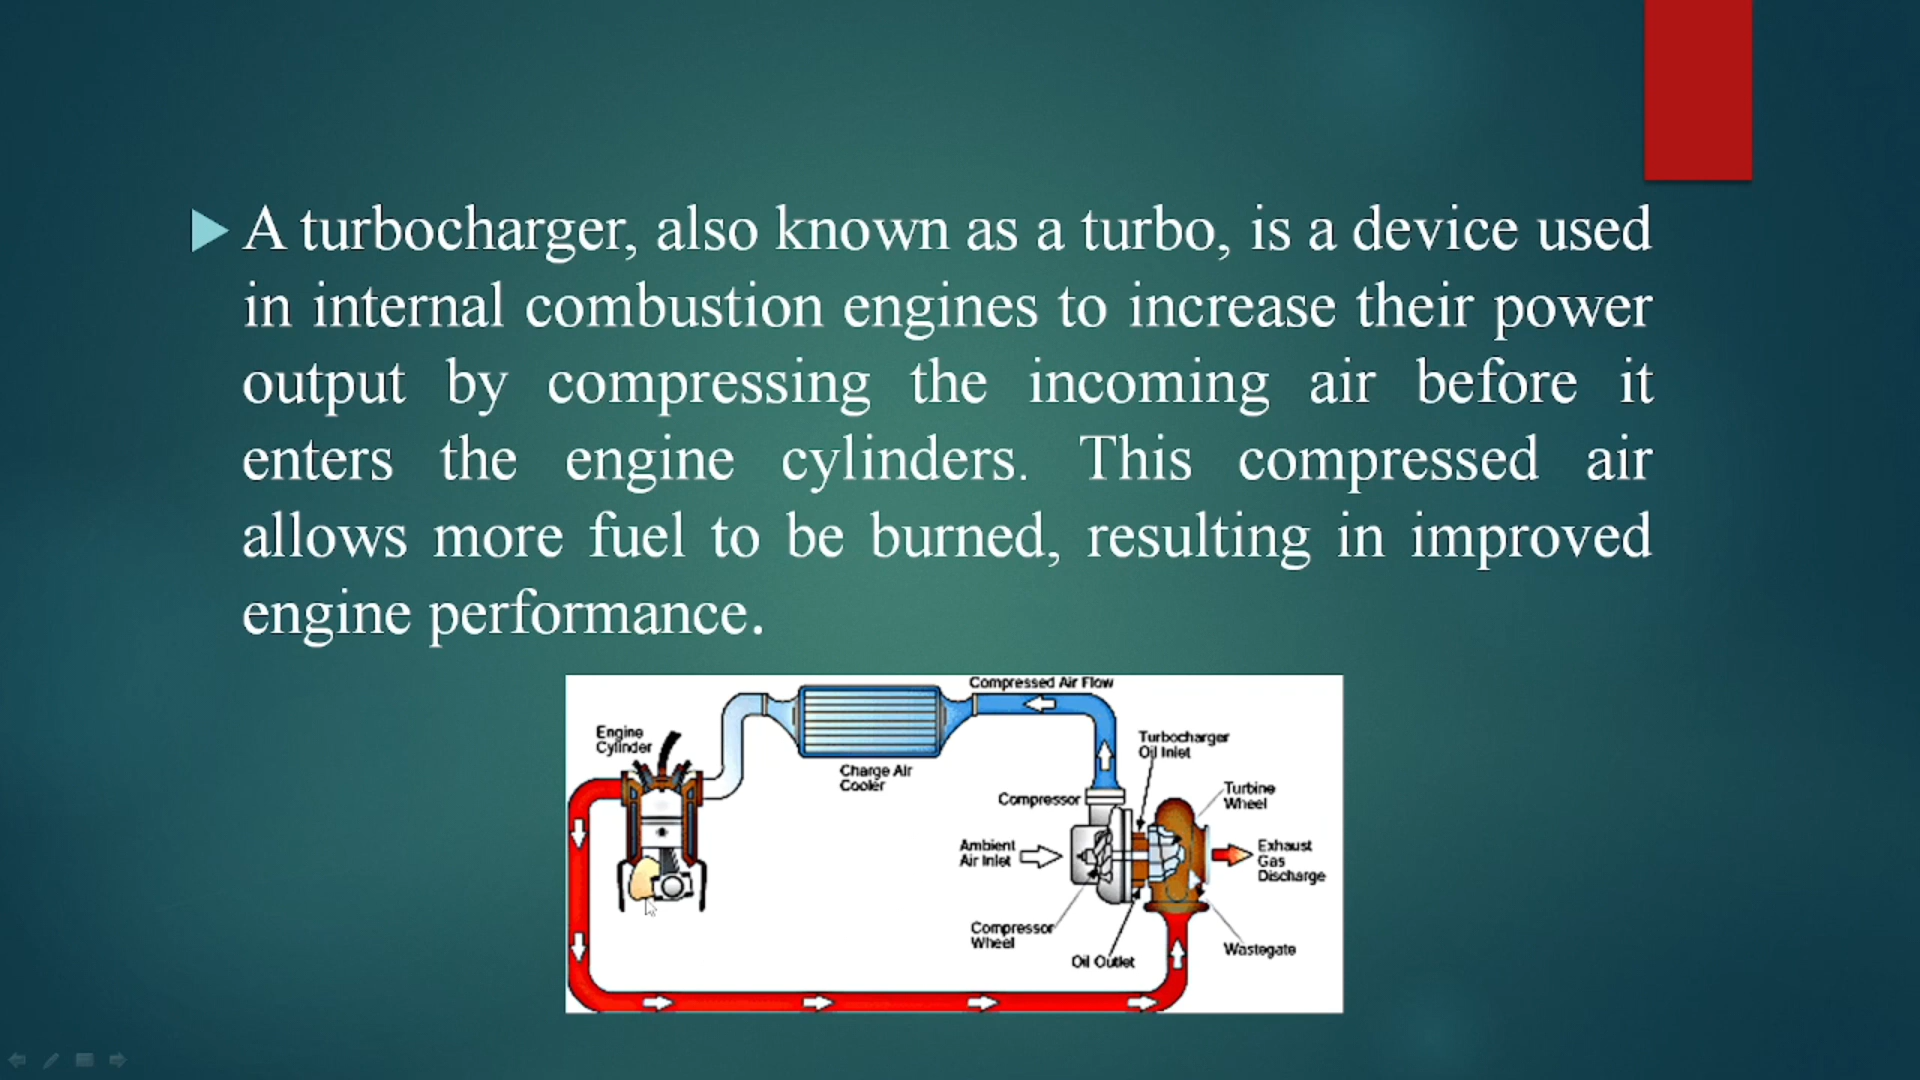 A turbocharger, also known as a turbo, is a device used
in internal combustion engines to increase their power
output by compressing the incoming air before it
enters the engine cylinders. This compressed air
allows more fuel to be burned, resulting in improved
engine performance.
Compressed Air Flow
Engine
Cylinder
Turbocharger
Oil Inlet
Charge Air
Cooler
Compressor
Turbine
Wheel
Ambient
Air Inlet
Exhaust
Gas
Discharge
Compressor
Wheel
Oil Outlet
Wastegate